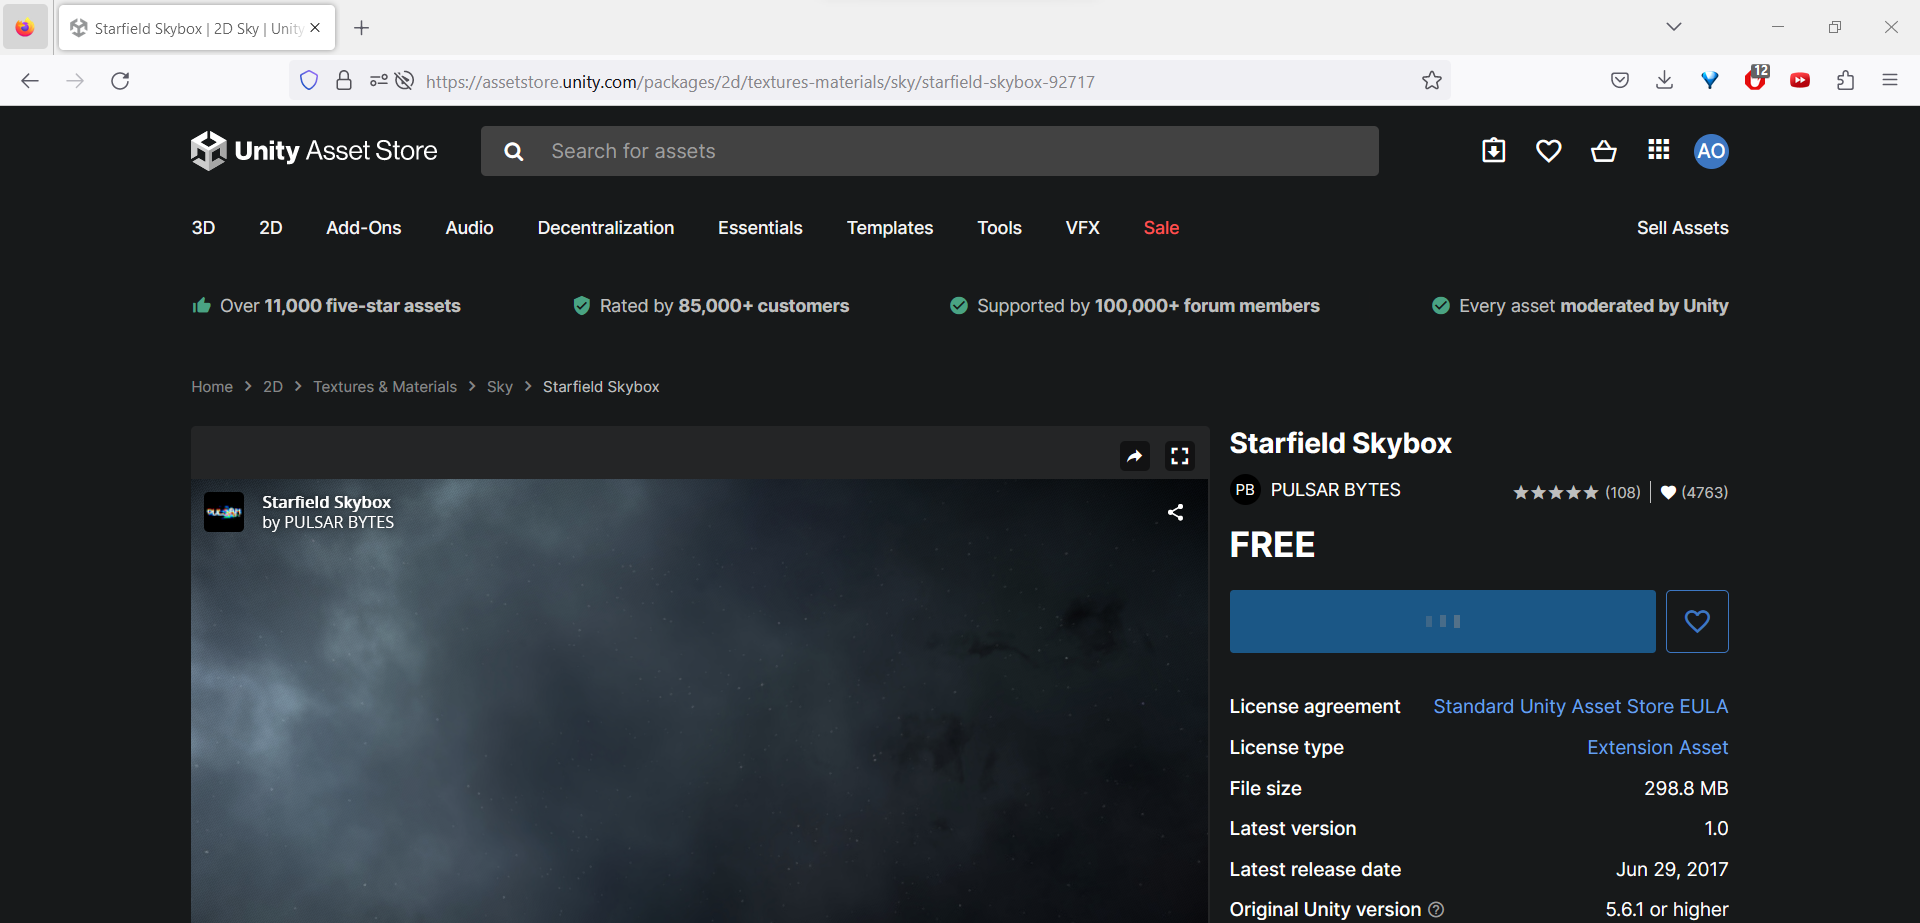 Starfield Skybox | 2D Sky | Unity
https://assetstore.unity.com/packages/2d/textures-materials/sky/starfield-skybox-92717
12
Unity Asset Store
Search for assets
AO
3D 2D Add-Ons Audio Decentralization Essentials Templates Tools VFX Sale Sell Assets
Over 11,000 five-star assets Rated by 85,000+ customers Supported by 100,000+ forum members Every asset moderated by Unity
Home > 2D > Textures & Materials > Sky > Starfield Skybox
Starfield Skybox
by PULSAR BYTES
Starfield Skybox
PB PULSAR BYTES ★★★★★ (108) | (4763)
FREE
License agreement Standard Unity Asset Store EULA
License type Extension Asset
File size 298.8 MB
Latest version 1.0
Latest release date Jun 29, 2017
Original Unity version ? 5.6.1 or higher